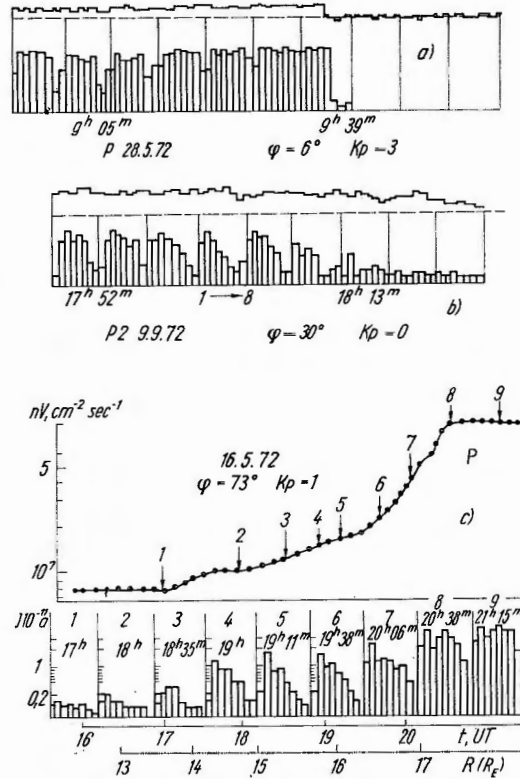 a)
9ʰ 05ᵐ 9ʰ 39ᵐ
P 28.5.72 φ = 6° Kp = 3
17ʰ 52ᵐ 1 → 8 18ʰ 13ᵐ b)
P2 9.9.72 φ = 30° Kp = 0
nV, cm⁻² sec⁻¹
8 9
16.5.72
φ = 73° Kp = 1
7
P
5
6
c)
5
4
3
2
1
10⁷
1 2 3 4 5 6 7 8 9
17ʰ 18ʰ 18ʰ 35ᵐ 19ʰ 19ʰ 11ᵐ 19ʰ 38ᵐ 20ʰ 06ᵐ 20ʰ 38ᵐ 21ʰ 15ᵐ
1
0,2
16 17 18 19 20 t, UT
13 14 15 16 17 R (R_E)